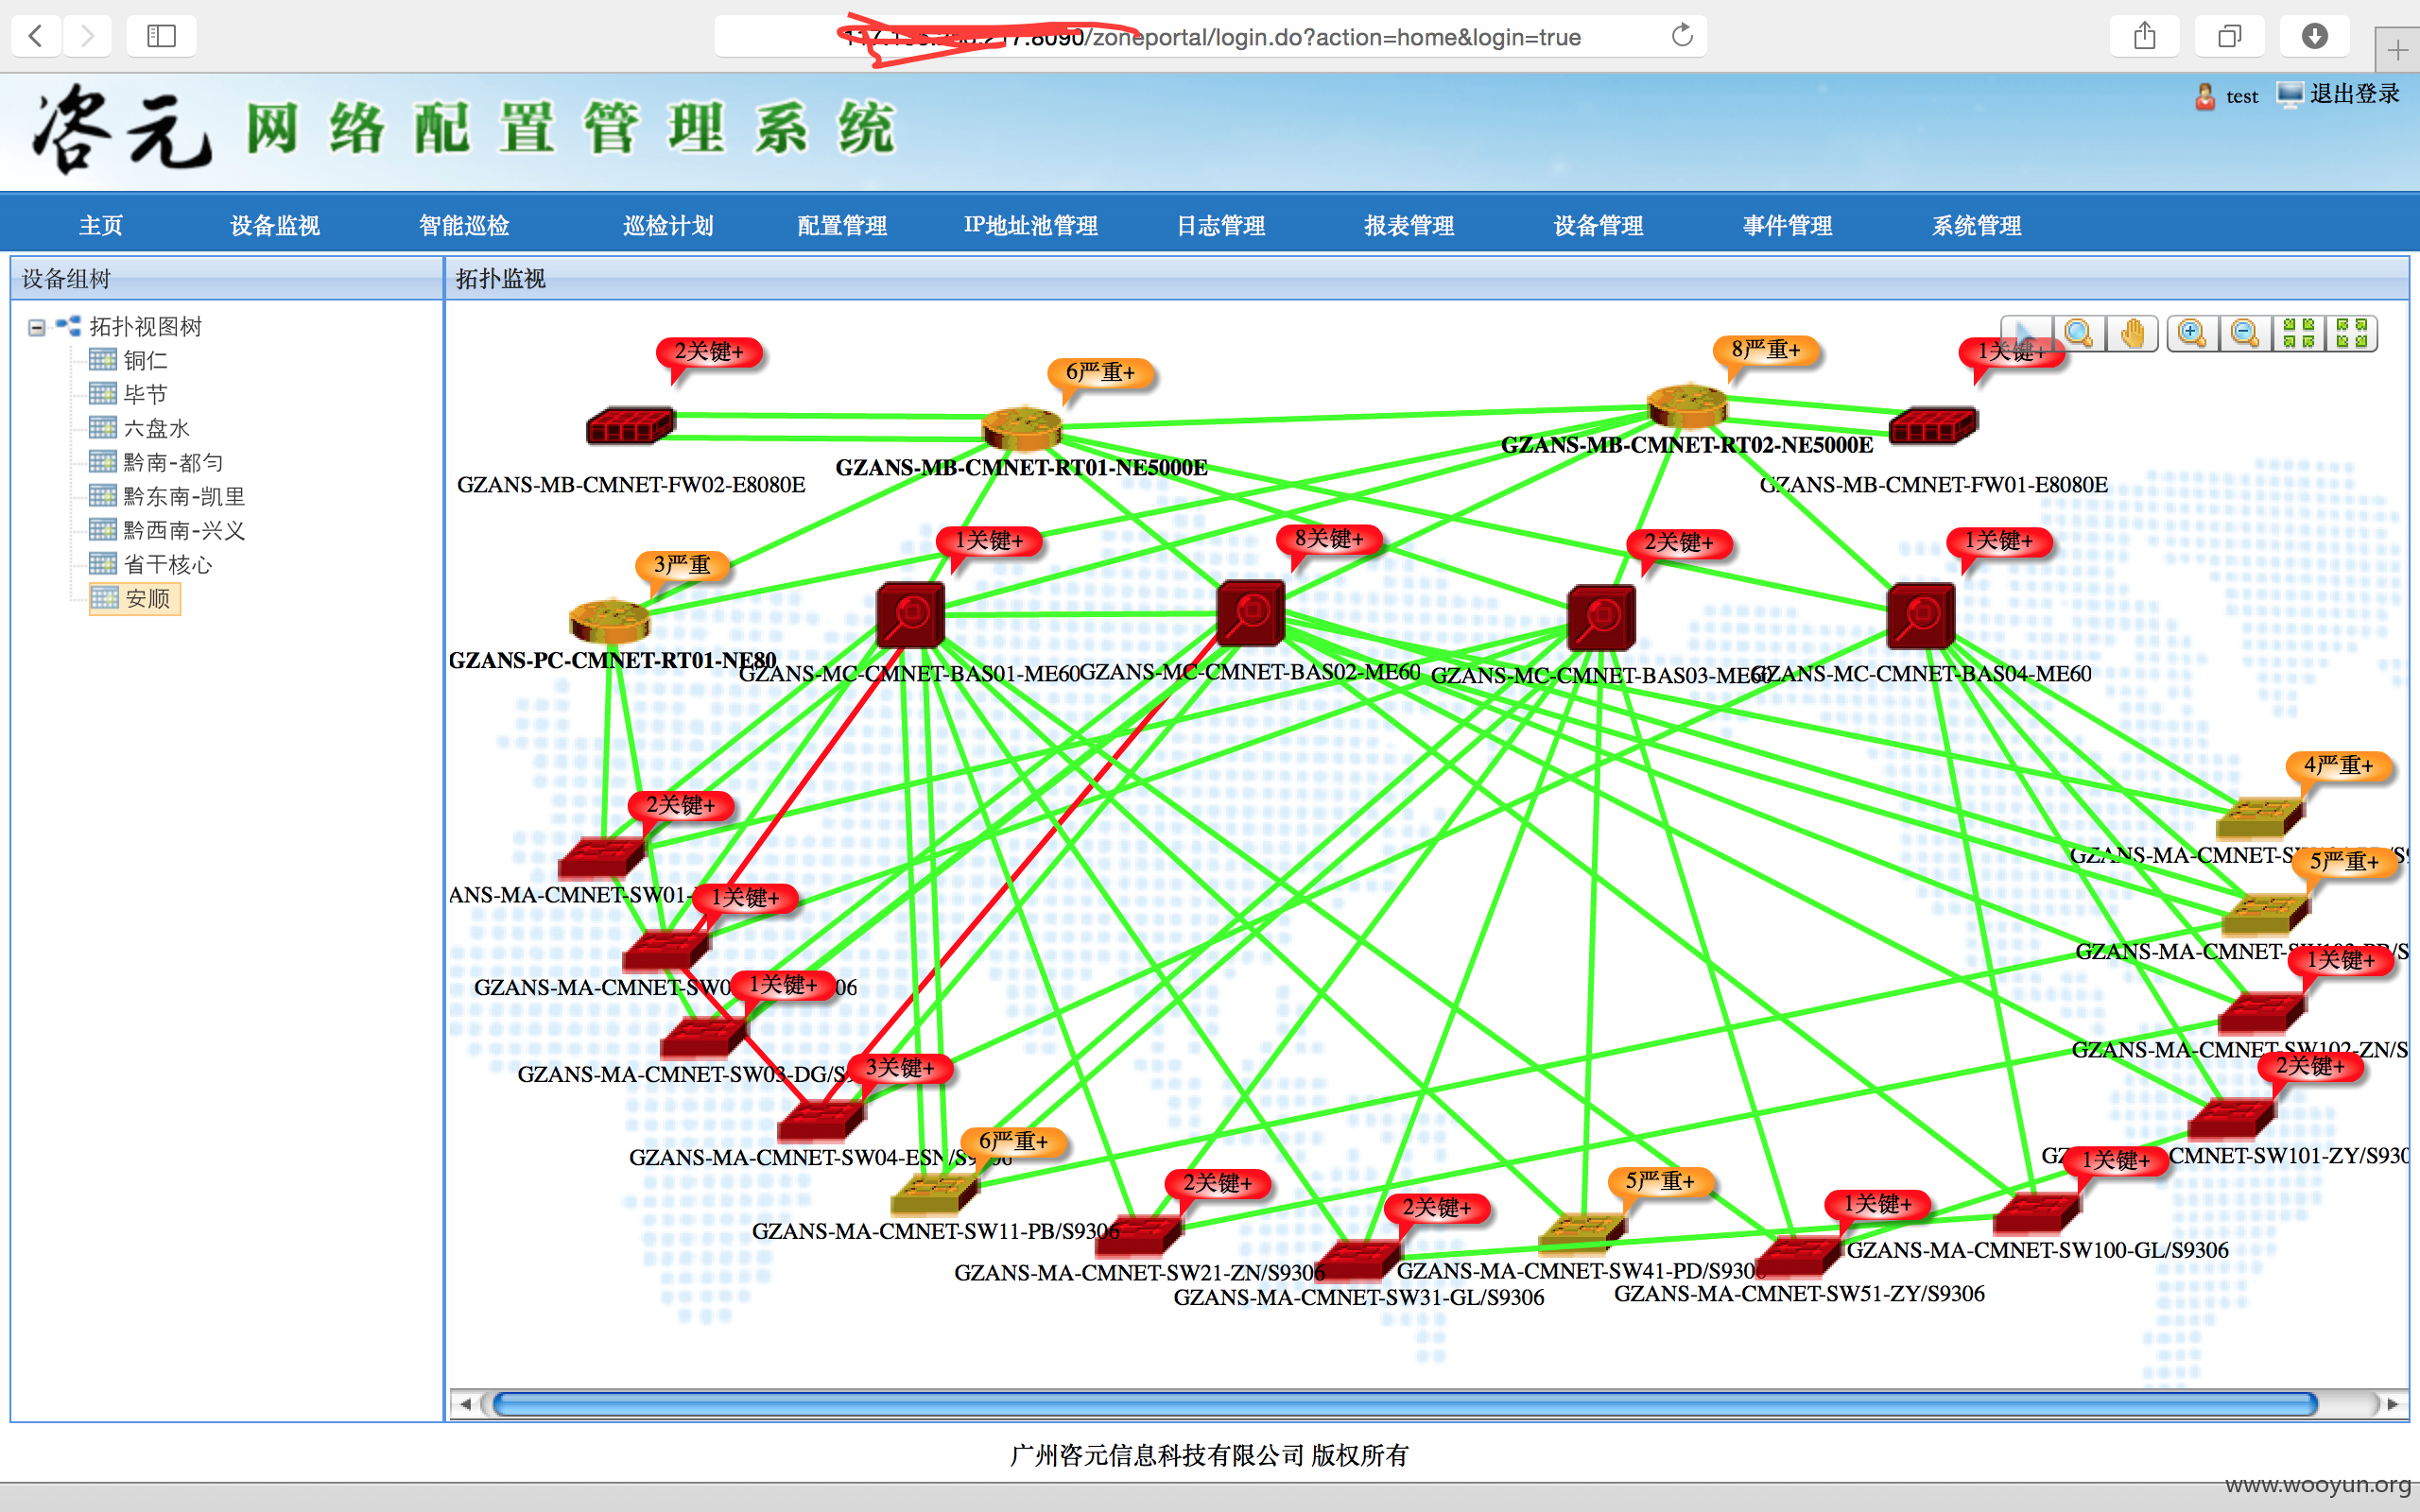 :8090/zoneportal/login.do?action=home&login=true
咨元 网络配置管理系统
test 退出登录
主页 设备监视 智能巡检 巡检计划 配置管理 IP地址池管理 日志管理 报表管理 设备管理 事件管理 系统管理
设备组树
拓扑监视
拓扑视图树
铜仁
毕节
六盘水
黔南-都匀
黔东南-凯里
黔西南-兴义
省干核心
安顺
2关键+
6严重+
8严重+
1关键+
GZANS-MB-CMNET-FW02-E8080E
GZANS-MB-CMNET-RT01-NE5000E
GZANS-MB-CMNET-RT02-NE5000E
GZANS-MB-CMNET-FW01-E8080E
3严重
1关键+
8关键+
2关键+
1关键+
GZANS-PC-CMNET-RT01-NE80
GZANS-MC-CMNET-BAS01-ME60
GZANS-MC-CMNET-BAS02-ME60
GZANS-MC-CMNET-BAS03-ME60
GZANS-MC-CMNET-BAS04-ME60
4严重+
2关键+
GZANS-MA-CMNET-
5严重+
ANS-MA-CMNET-SW01-
1关键+
GZANS-MA-CMNET-
1关键+
GZANS-MA-CMNET-SW0 06
1关键+
GZANS-MA-CMNET-SW102-ZN/S
2关键+
GZANS-MA-CMNET-SW03-DG/S
3关键+
GZANS-MA-CMNET-SW04-ESN/S9306
6严重+
GZ CMNET-SW101-ZY/S930
1关键+
GZANS-MA-CMNET-SW11-PB/S9306
2关键+
2关键+
5严重+
1关键+
GZANS-MA-CMNET-SW100-GL/S9306
GZANS-MA-CMNET-SW21-ZN/S9306
GZANS-MA-CMNET-SW41-PD/S9306
GZANS-MA-CMNET-SW31-GL/S9306
GZANS-MA-CMNET-SW51-ZY/S9306
广州咨元信息科技有限公司 版权所有
www.wooyun.org